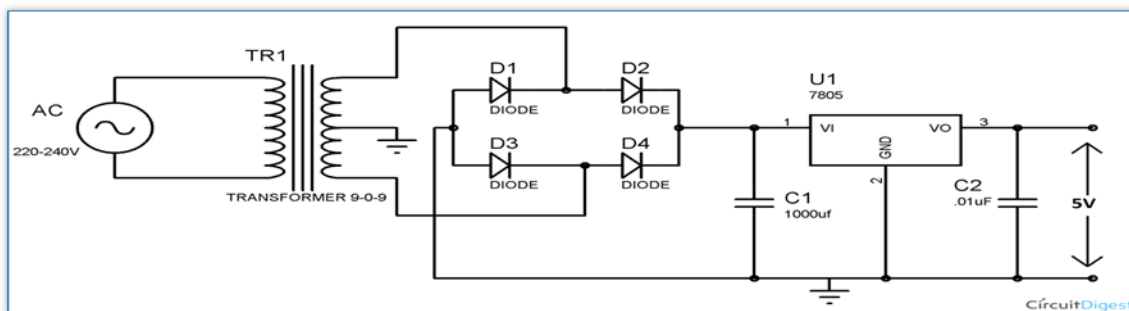 TR1
AC
220-240V
TRANSFORMER 9-0-9
D1
DIODE
D2
DIODE
D3
DIODE
D4
DIODE
U1
7805
1
VI
VO
3
GND
2
C1
1000uf
C2
.01uF
5V
CírcuitDigest